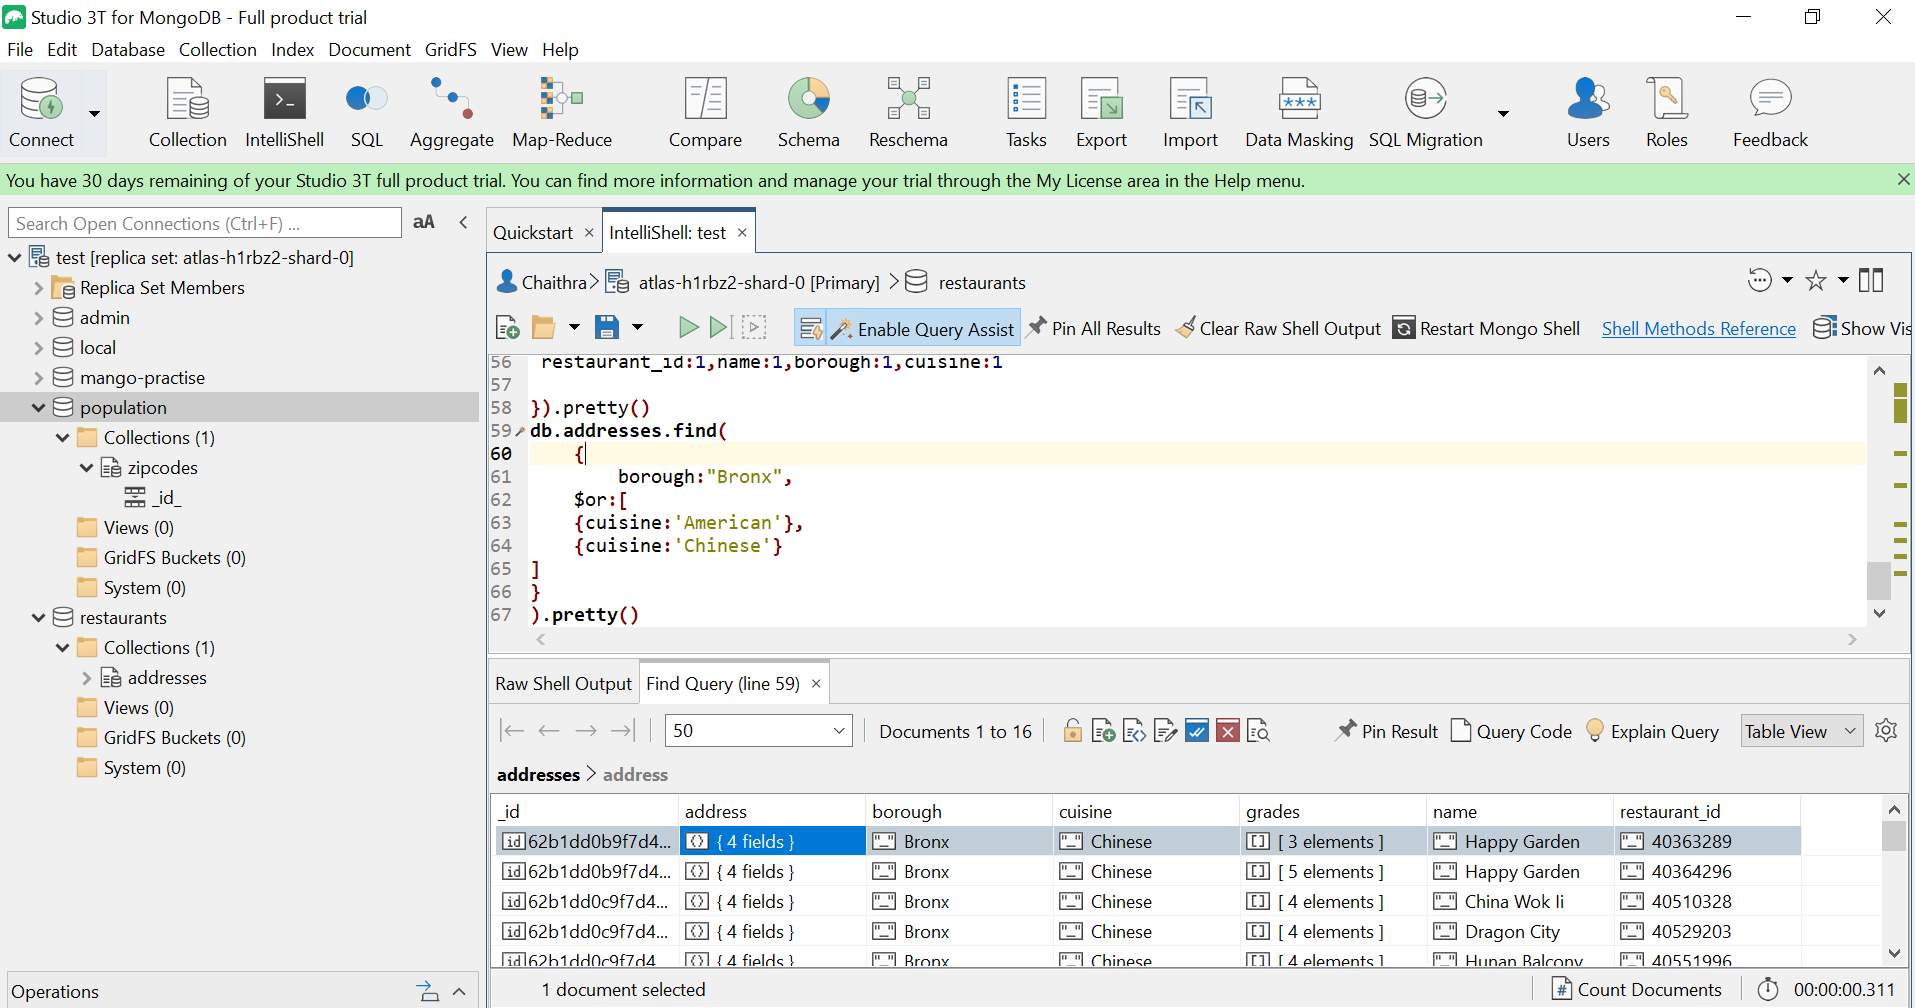 Studio 3T for MongoDB - Full product trial
File Edit Database Collection Index Document GridFS View Help
Connect Collection IntelliShell SQL Aggregate Map-Reduce Compare Schema Reschema Tasks Export Import Data Masking SQL Migration Users Roles Feedback
You have 30 days remaining of your Studio 3T full product trial. You can find more information and manage your trial through the My License area in the Help menu.
Search Open Connections (Ctrl+F) ... aA
test [replica set: atlas-h1rbz2-shard-0]
Replica Set Members
admin
local
mango-practise
population
Collections (1)
zipcodes
_id_
Views (0)
GridFS Buckets (0)
System (0)
restaurants
Collections (1)
addresses
Views (0)
GridFS Buckets (0)
System (0)
Operations
Quickstart IntelliShell: test
Chaithra atlas-h1rbz2-shard-0 [Primary] restaurants
Enable Query Assist Pin All Results Clear Raw Shell Output Restart Mongo Shell Shell Methods Reference Show Vis
56 restaurant_id:1,name:1,borough:1,cuisine:1
57
58 }).pretty()
59 db.addresses.find(
60 {
61 borough:"Bronx",
62 $or:[
63 {cuisine:'American'},
64 {cuisine:'Chinese'}
65 ]
66 }
67 ).pretty()
Raw Shell Output Find Query (line 59)
50 Documents 1 to 16 Pin Result Query Code Explain Query Table View
addresses > address
_id address borough cuisine grades name restaurant_id
62b1dd0b9f7d4... { 4 fields } Bronx Chinese [ 3 elements ] Happy Garden 40363289
62b1dd0b9f7d4... { 4 fields } Bronx Chinese [ 5 elements ] Happy Garden 40364296
62b1dd0c9f7d4... { 4 fields } Bronx Chinese [ 4 elements ] China Wok Ii 40510328
62b1dd0c9f7d4... { 4 fields } Bronx Chinese [ 4 elements ] Dragon City 40529203
62b1dd0c9f7d4 { 4 fields } Bronx Chinese [ 4 elements ] Hunan Balcony 40551996
1 document selected Count Documents 00:00:00.311